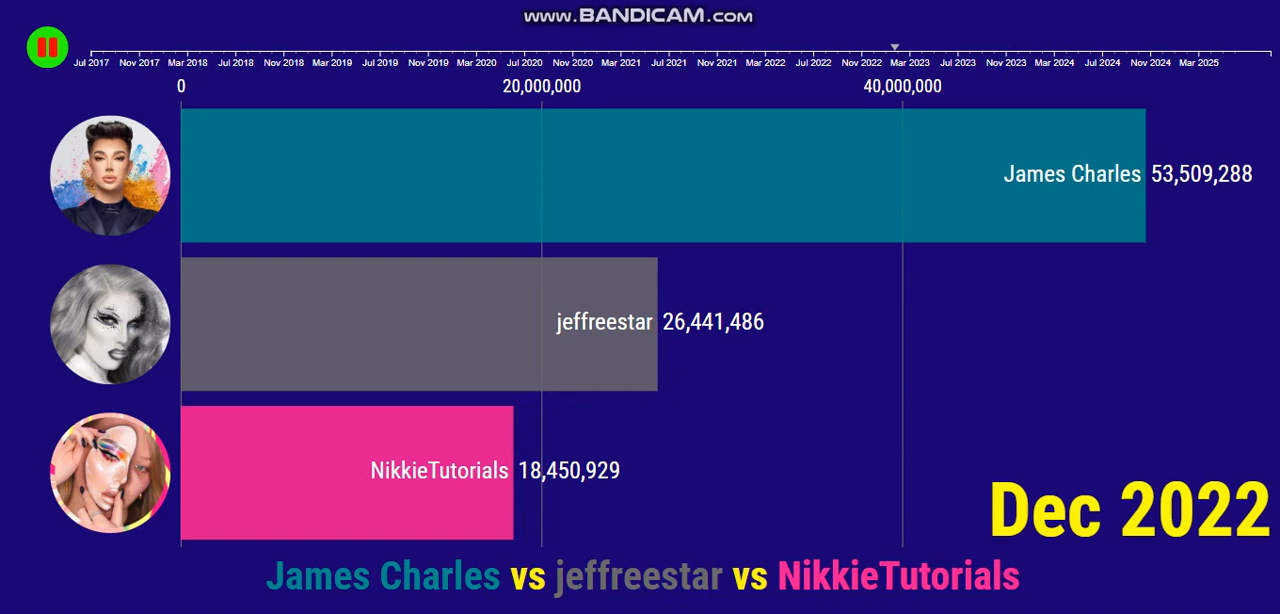 www.BANDICAM.com
Jul 2017 Nov 2017 Mar 2018 Jul 2018 Nov 2018 Mar 2019 Jul 2019 Nov 2019 Mar 2020 Jul 2020 Nov 2020 Mar 2021 Jul 2021 Nov 2021 Mar 2022 Jul 2022 Nov 2022 Mar 2023 Jul 2023 Nov 2023 Mar 2024 Jul 2024 Nov 2024 Mar 2025
0 20,000,000 40,000,000
James Charles 53,509,288
jeffreestar 26,441,486
NikkieTutorials 18,450,929
Dec 2022
James Charles vs jeffreestar vs NikkieTutorials